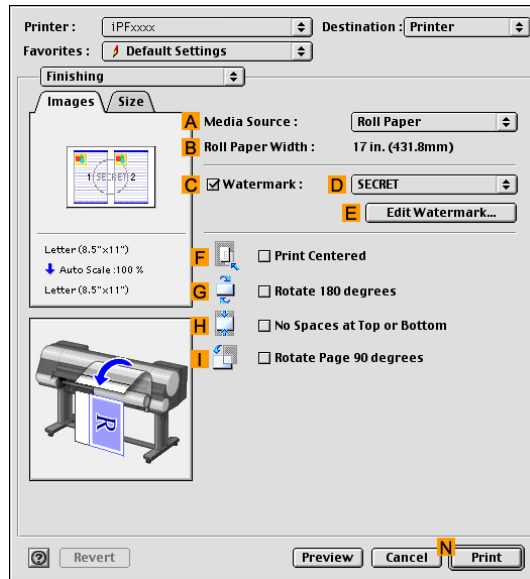 Printer : iPFxxxx Destination : Printer
Favorites : Default Settings
Finishing
Images Size
A Media Source : Roll Paper
B Roll Paper Width : 17 in. (431.8mm)
1 SECRET 2
C Watermark : D SECRET
E Edit Watermark...
Letter (8.5"x11")
Auto Scale :100 %
Letter (8.5"x11")
F Print Centered
G Rotate 180 degrees
H No Spaces at Top or Bottom
I Rotate Page 90 degrees
R
? Revert Preview Cancel N Print